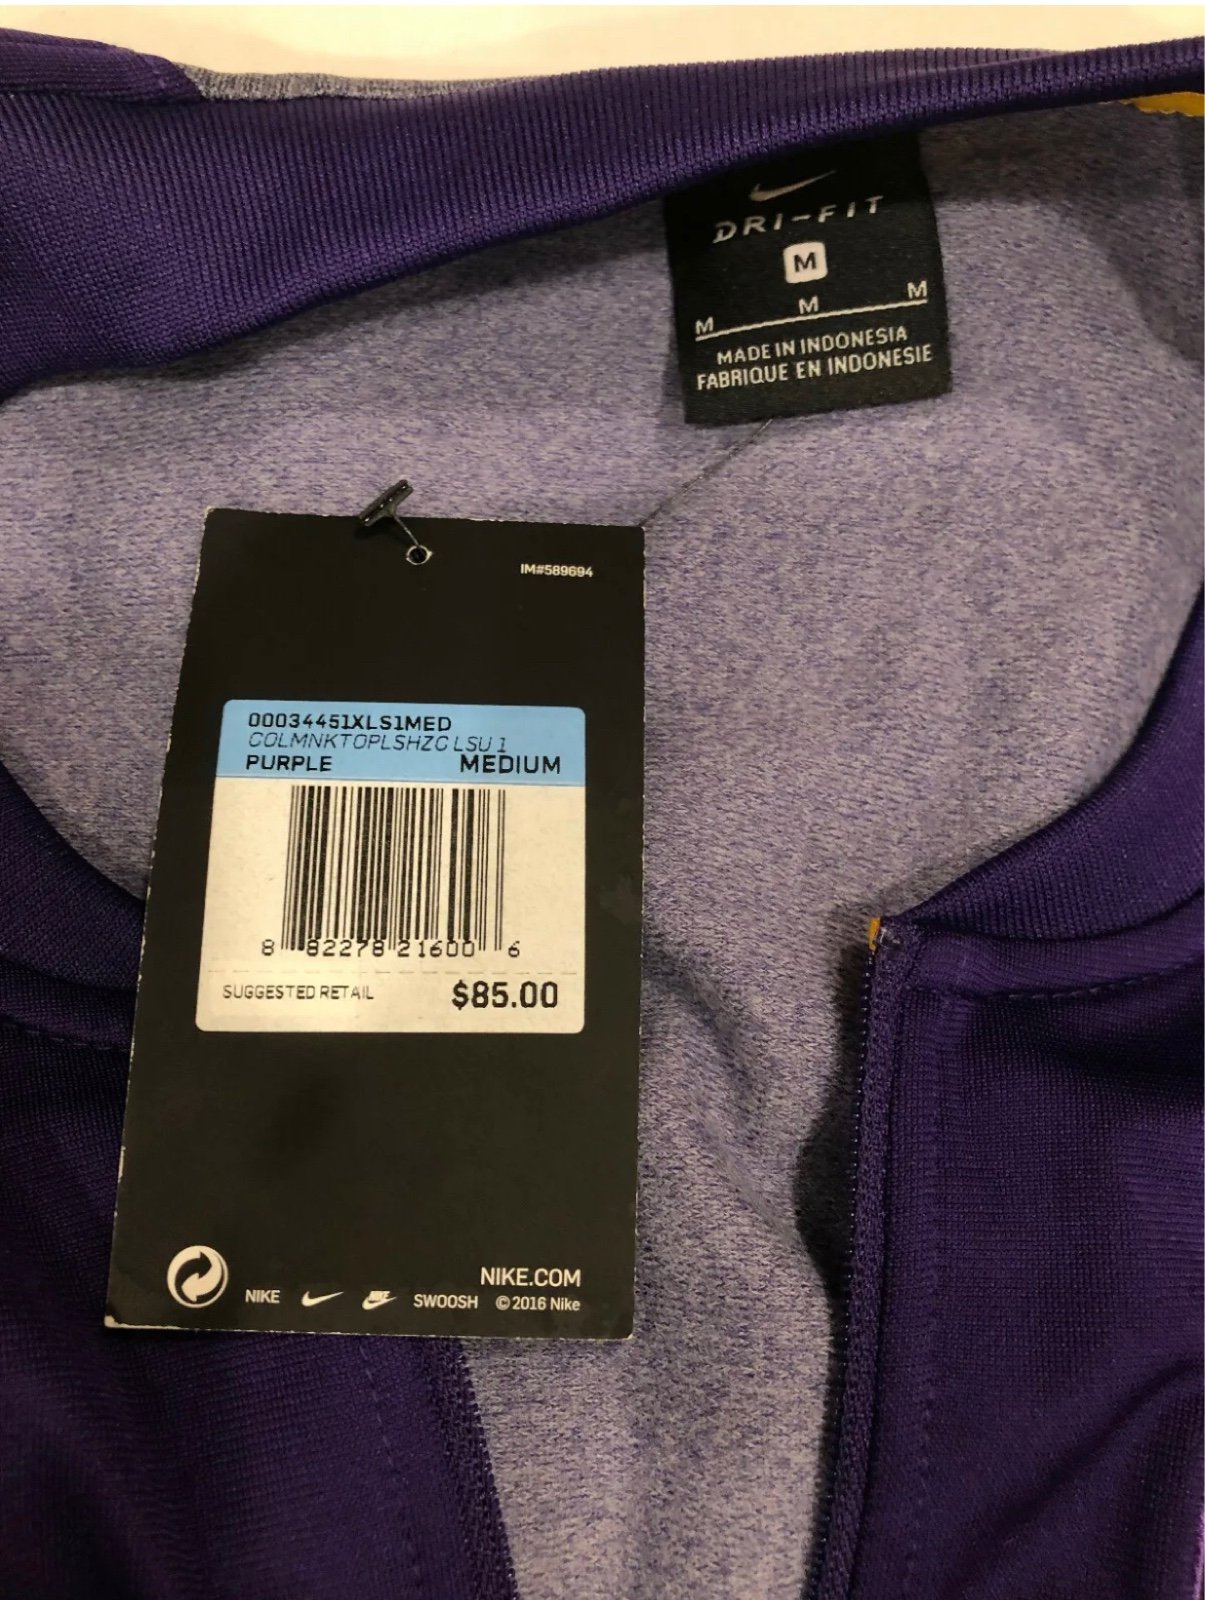 DRI-FIT
M
M M M
MADE IN INDONESIA
FABRIQUE EN INDONESIE
IM#589694
00034451XLS1MED
COLMNKTOPLSHZC LSU 1
PURPLE MEDIUM
8 82278 21600 6
SUGGESTED RETAIL $85.00
NIKE.COM
NIKE NIKE SWOOSH © 2016 Nike